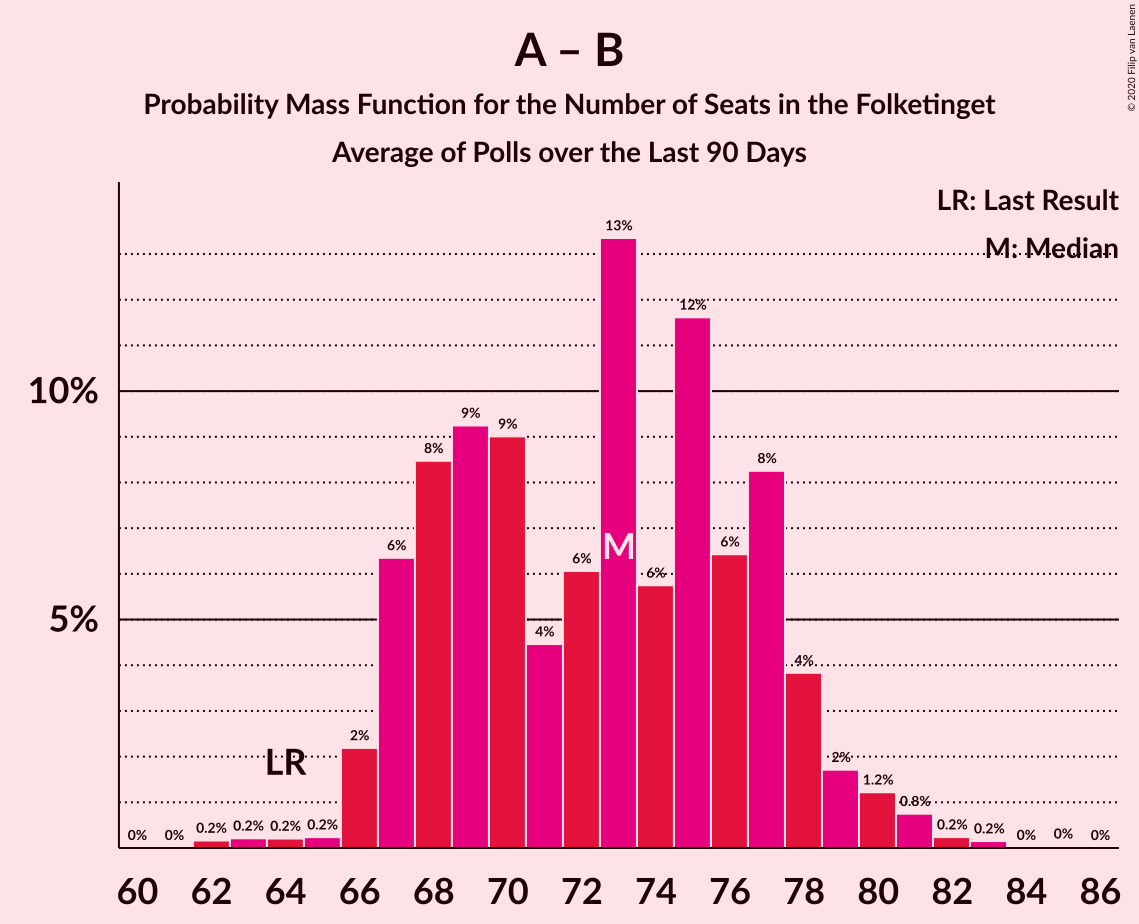 A – B
Probability Mass Function for the Number of Seats in the Folketinget
Average of Polls over the Last 90 Days
© 2020 Filip van Laenen
LR: Last Result
M: Median
10%
5%
0% 0% 0.2% 0.2% 0.2% 0.2% 2% 6% 8% 9% 9% 4% 6% 13% 6% 12% 6% 8% 4% 2% 1.2% 0.8% 0.2% 0.2% 0% 0% 0%
M
LR
60 62 64 66 68 70 72 74 76 78 80 82 84 86